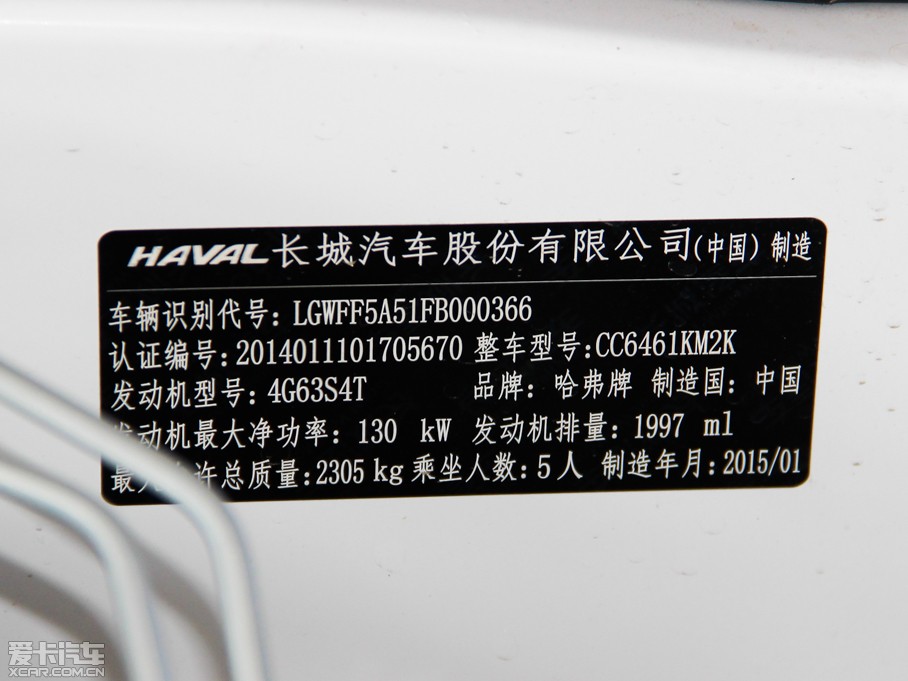 HAVAL长城汽车股份有限公司(中国)制造
车辆识别代号: LGWFF5A51FB000366
认证编号:2014011101705670 整车型号:CC6461KM2K
发动机型号: 4G63S4T 品牌: 哈弗牌 制造国: 中国
发动机最大净功率: 130 kW 发动机排量: 1997 ml
最大允许总质量:2305 kg 乘坐人数:5人 制造年月:2015/01
爱卡汽车
XCAR.COM.CN